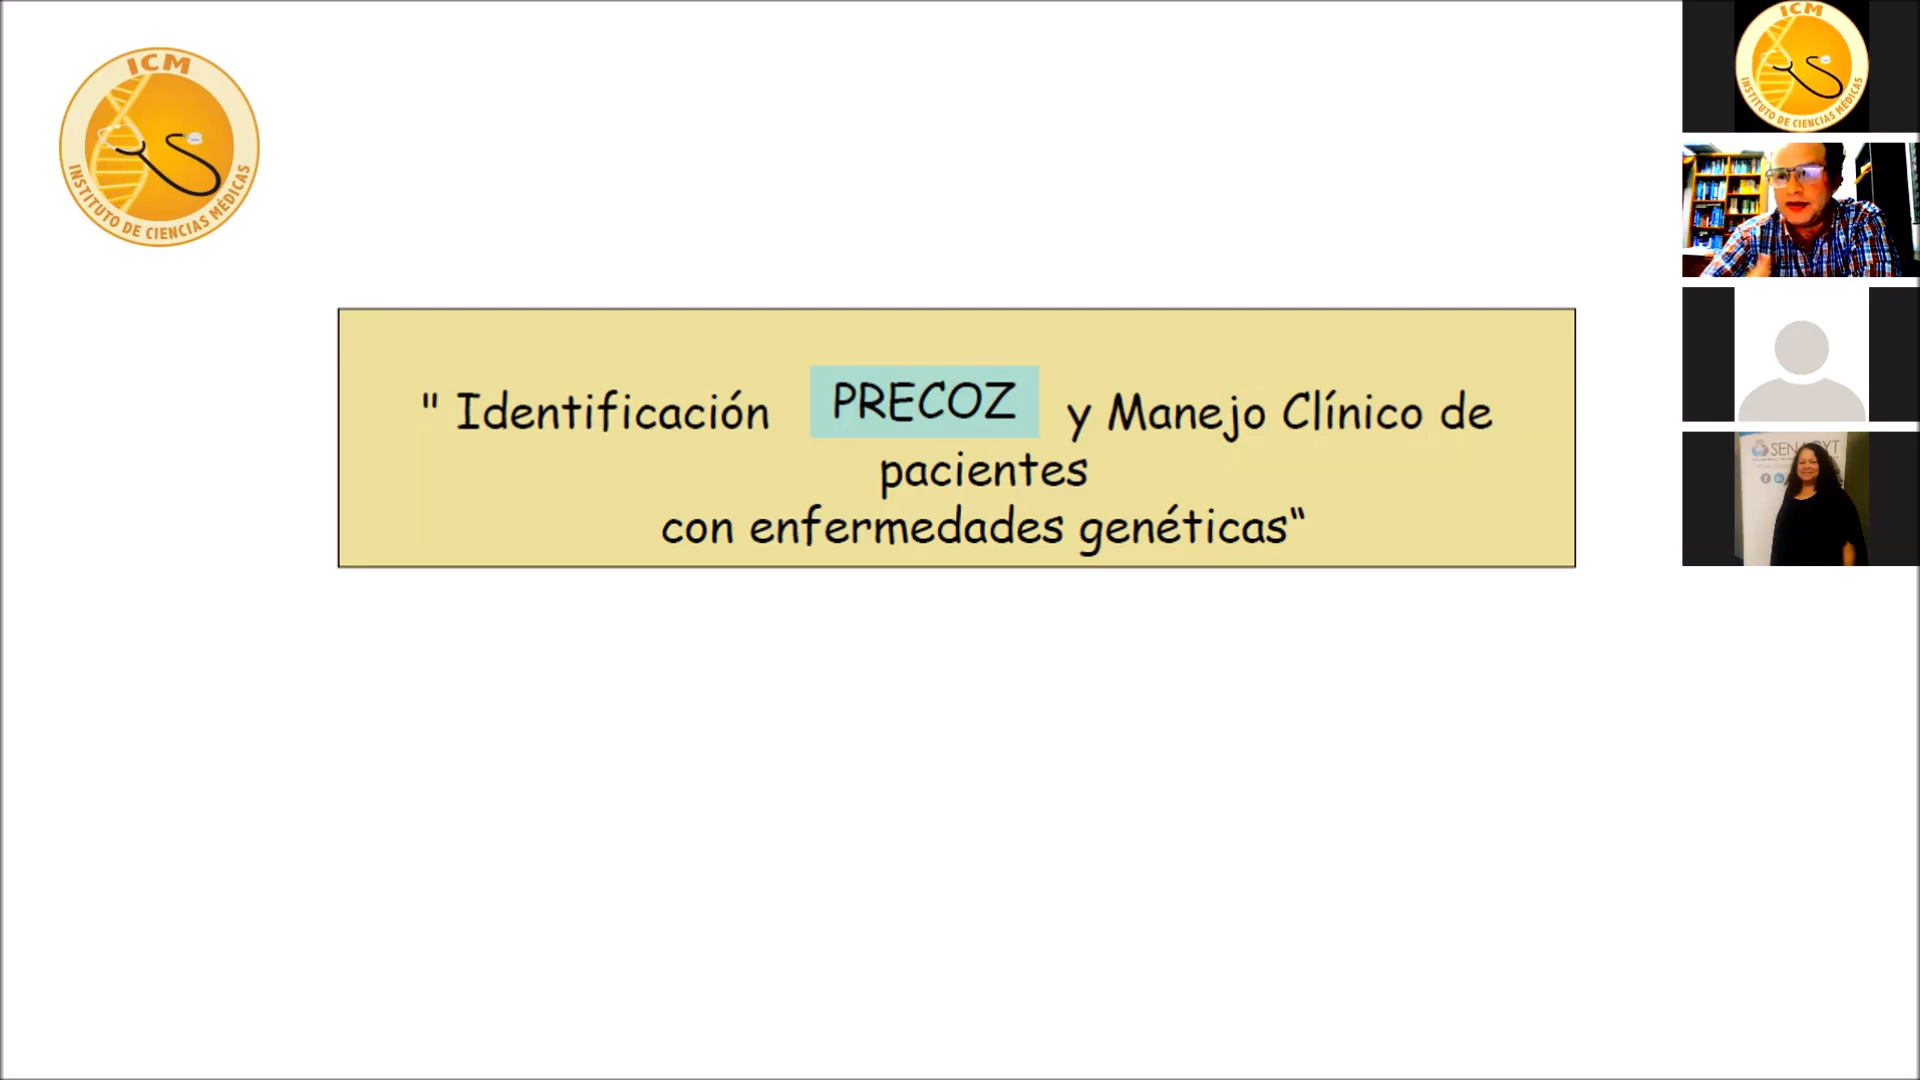 ICM
INSTITUTO DE CIENCIAS MÉDICAS
" Identificación PRECOZ y Manejo Clínico de
pacientes
con enfermedades genéticas“
ICM
INSTITUTO DE CIENCIAS MÉDICAS